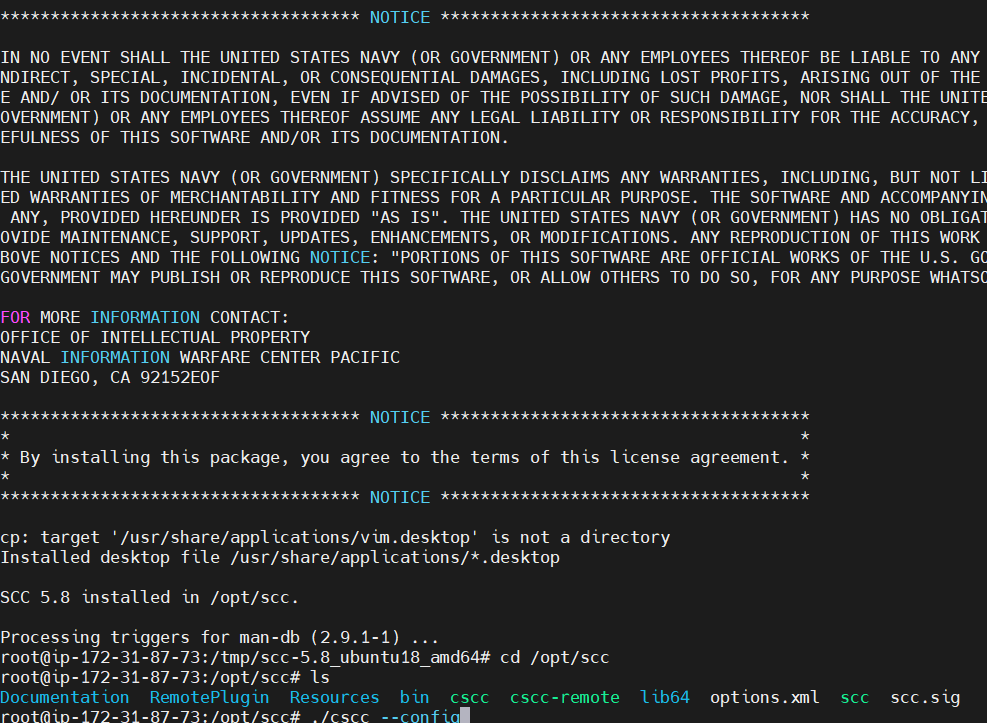 ************************************ NOTICE *************************************
IN NO EVENT SHALL THE UNITED STATES NAVY (OR GOVERNMENT) OR ANY EMPLOYEES THEREOF BE LIABLE TO ANY
NDIRECT, SPECIAL, INCIDENTAL, OR CONSEQUENTIAL DAMAGES, INCLUDING LOST PROFITS, ARISING OUT OF THE
E AND/ OR ITS DOCUMENTATION, EVEN IF ADVISED OF THE POSSIBILITY OF SUCH DAMAGE, NOR SHALL THE UNITE
OVERNMENT) OR ANY EMPLOYEES THEREOF ASSUME ANY LEGAL LIABILITY OR RESPONSIBILITY FOR THE ACCURACY,
EFULNESS OF THIS SOFTWARE AND/OR ITS DOCUMENTATION.
THE UNITED STATES NAVY (OR GOVERNMENT) SPECIFICALLY DISCLAIMS ANY WARRANTIES, INCLUDING, BUT NOT LI
ED WARRANTIES OF MERCHANTABILITY AND FITNESS FOR A PARTICULAR PURPOSE. THE SOFTWARE AND ACCOMPANYIN
ANY, PROVIDED HEREUNDER IS PROVIDED "AS IS". THE UNITED STATES NAVY (OR GOVERNMENT) HAS NO OBLIGAT
OVIDE MAINTENANCE, SUPPORT, UPDATES, ENHANCEMENTS, OR MODIFICATIONS. ANY REPRODUCTION OF THIS WORK
BOVE NOTICES AND THE FOLLOWING NOTICE: "PORTIONS OF THIS SOFTWARE ARE OFFICIAL WORKS OF THE U.S. GO
GOVERNMENT MAY PUBLISH OR REPRODUCE THIS SOFTWARE, OR ALLOW OTHERS TO DO SO, FOR ANY PURPOSE WHATSO
FOR MORE INFORMATION CONTACT:
OFFICE OF INTELLECTUAL PROPERTY
NAVAL INFORMATION WARFARE CENTER PACIFIC
SAN DIEGO, CA 92152EOF
************************************ NOTICE *************************************
* *
* By installing this package, you agree to the terms of this license agreement. *
* *
************************************ NOTICE *************************************
cp: target '/usr/share/applications/vim.desktop' is not a directory
Installed desktop file /usr/share/applications/*.desktop
SCC 5.8 installed in /opt/scc.
Processing triggers for man-db (2.9.1-1) ...
root@ip-172-31-87-73:/tmp/scc-5.8_ubuntu18_amd64# cd /opt/scc
root@ip-172-31-87-73:/opt/scc# ls
Documentation RemotePlugin Resources bin cscc cscc-remote lib64 options.xml scc scc.sig
root@ip-172-31-87-73:/opt/scc# ./cscc --config